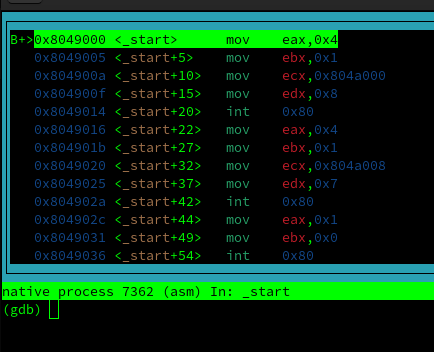 B+>0x8049000 <_start>      mov    eax,0x4
0x8049005 <_start+5>    mov    ebx,0x1
0x804900a <_start+10>   mov    ecx,0x804a000
0x804900f <_start+15>   mov    edx,0x8
0x8049014 <_start+20>   int    0x80
0x8049016 <_start+22>   mov    eax,0x4
0x804901b <_start+27>   mov    ebx,0x1
0x8049020 <_start+32>   mov    ecx,0x804a008
0x8049025 <_start+37>   mov    edx,0x7
0x804902a <_start+42>   int    0x80
0x804902c <_start+44>   mov    eax,0x1
0x8049031 <_start+49>   mov    ebx,0x0
0x8049036 <_start+54>   int    0x80
native process 7362 (asm) In: _start
(gdb)